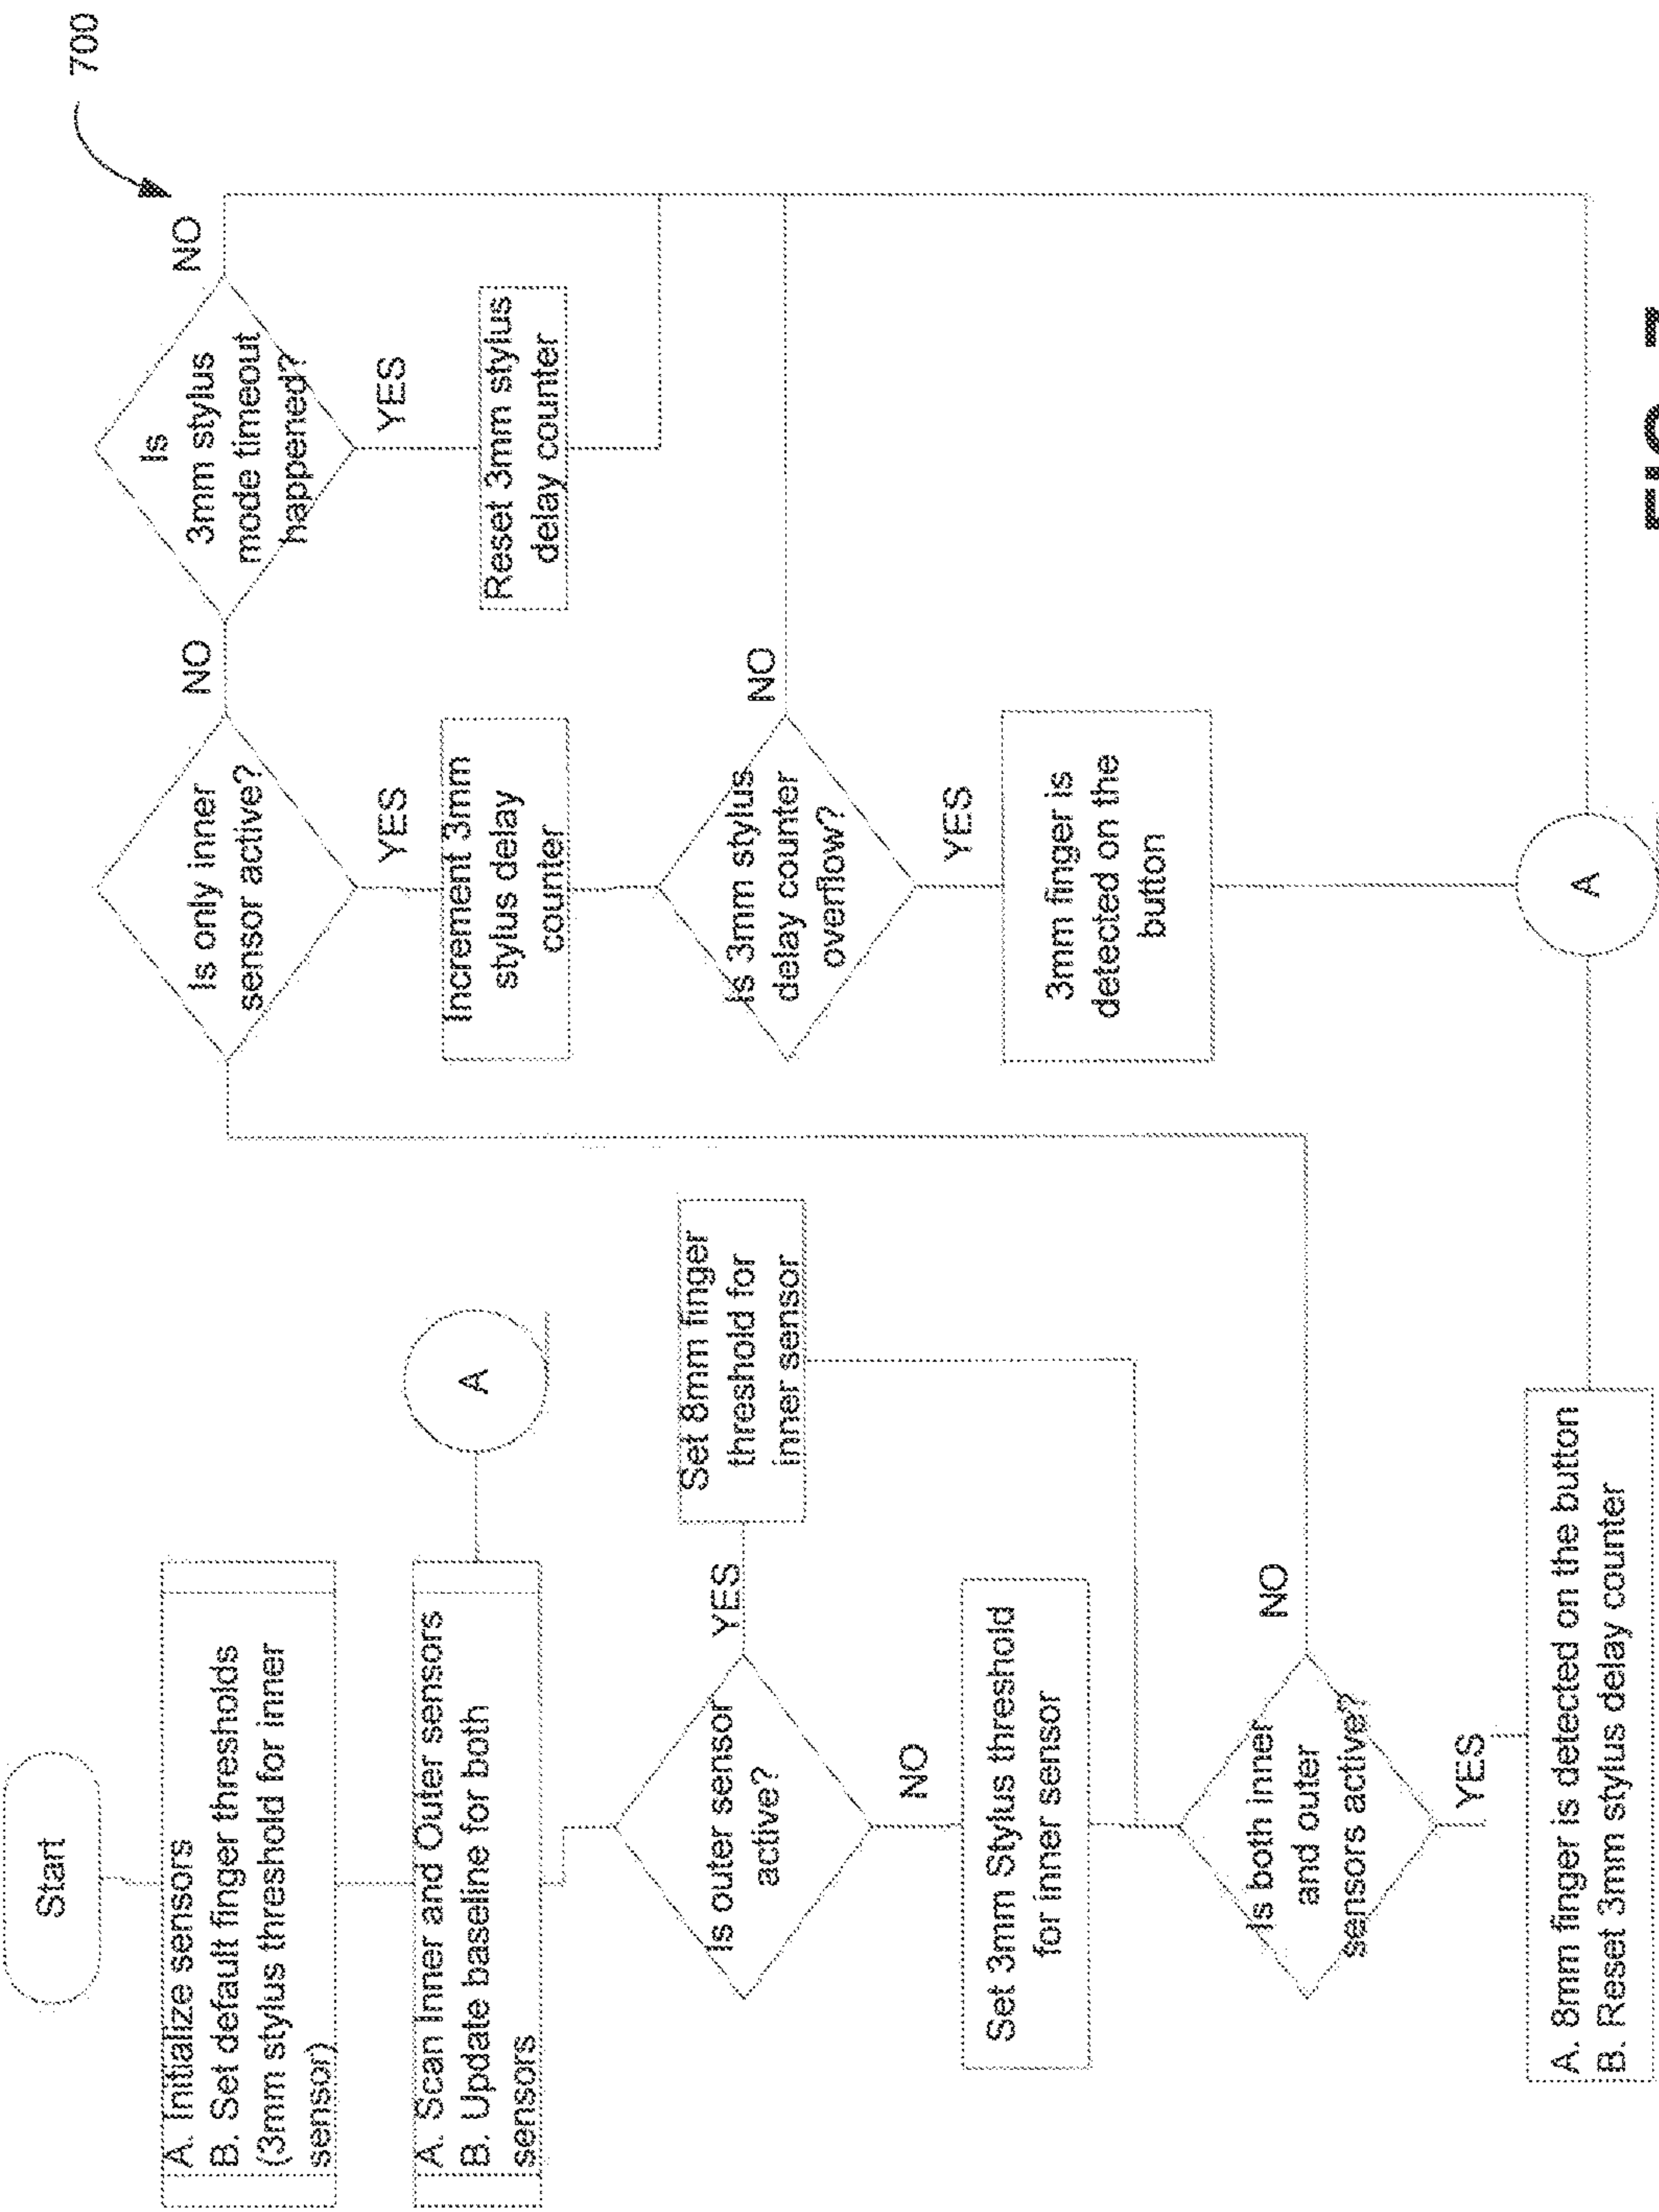 700
Start
A. Initialize sensors
B. Set default finger thresholds
(3mm stylus threshold for inner
sensor)
A. Scan Inner and Outer sensors
B. Update baseline for both
sensors
A
Is outer sensor
active?
YES
Set 8mm finger
threshold for
inner sensor
NO
Set 3mm Stylus threshold
for inner sensor
Is both inner
and outer
sensors active?
NO
YES
A. 8mm finger is detected on the button
B. Reset 3mm stylus delay counter
Is only inner
sensor active?
NO
YES
Increment 3mm
stylus delay
counter
Is 3mm stylus
delay counter
overflow?
NO
YES
3mm finger is
detected on the
button
A
Is
3mm stylus
mode timeout
happened?
NO
YES
Reset 3mm stylus
delay counter